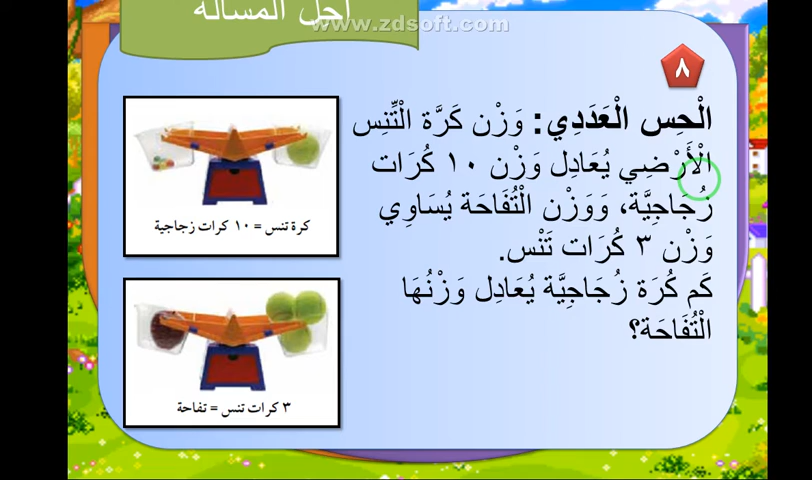 أحل المسألة
www.zdsoft.com
٨
الْحِس الْعَدَدِي: وَزْن كَرَّة الْتِّنِس
الْأَرْضِي يُعَادِل وَزْن ١٠ كُرَات
زُجَاجِيَّة، وَوَزْن الْتُفَاحَة يُسَاوِي
وَزْن ٣ كُرَات تَنْس.
كَم كُرَة زُجَاجِيَّة يُعَادِل وَزْنُهَا
الْتُفَاحَة؟
كرة تنس = ١٠ كرات زجاجية
٣ كرات تنس = تفاحة